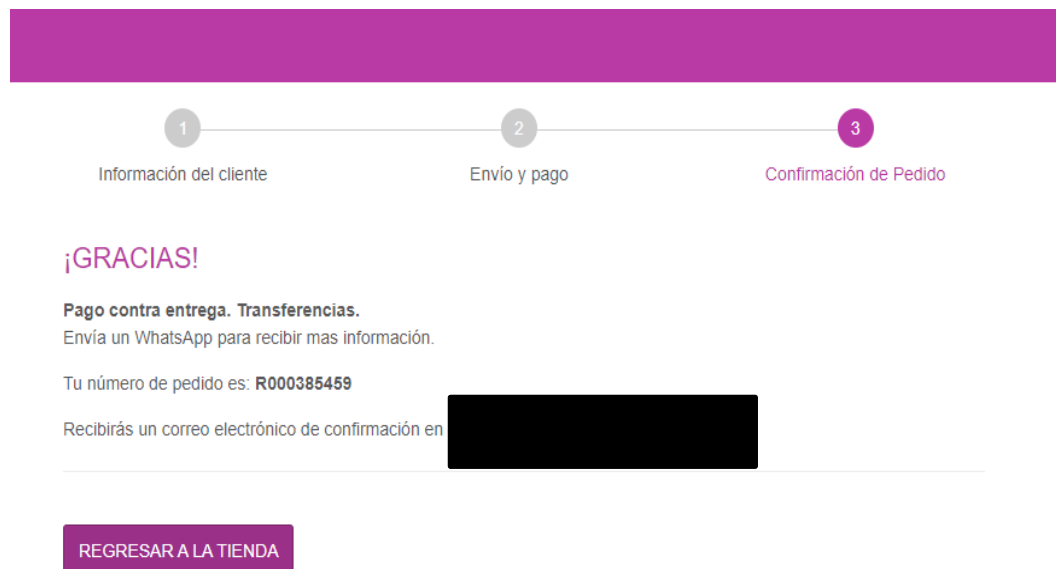 1
2
3
Información del cliente
Envío y pago
Confirmación de Pedido
¡GRACIAS!
Pago contra entrega. Transferencias.
Envía un WhatsApp para recibir mas información.
Tu número de pedido es: R000385459
Recibirás un correo electrónico de confirmación en
REGRESAR A LA TIENDA